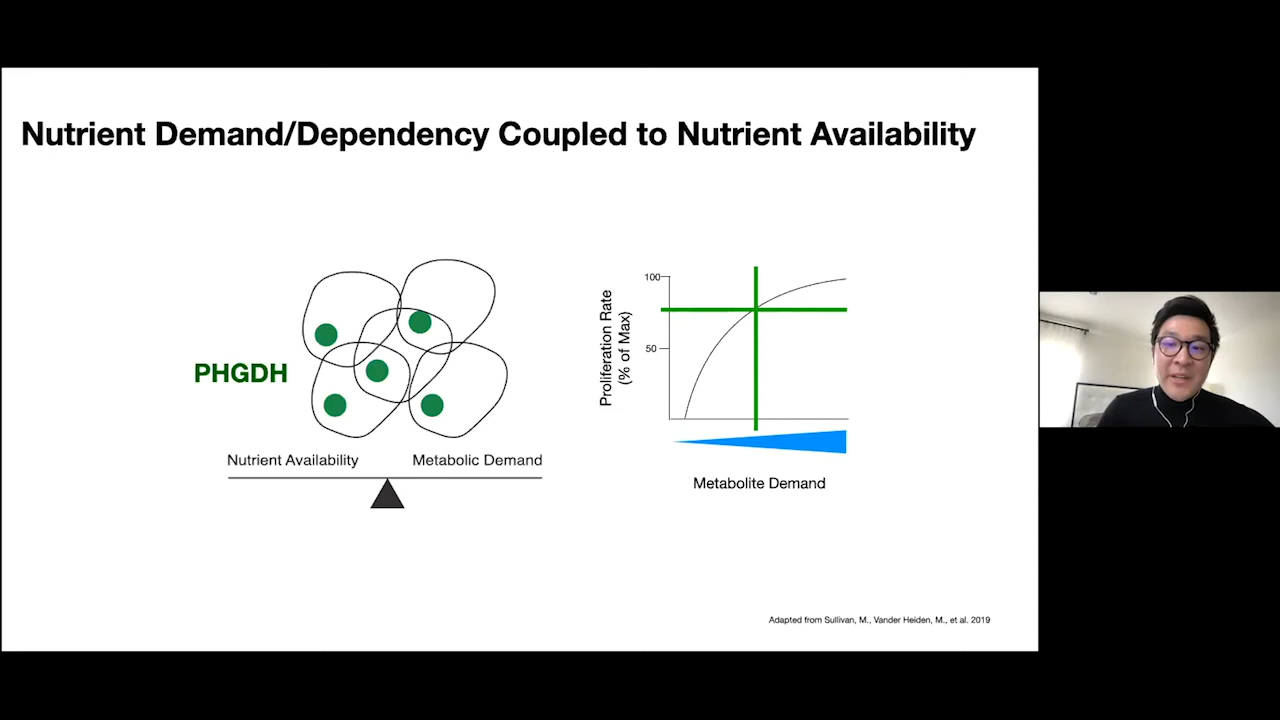 Nutrient Demand/Dependency Coupled to Nutrient Availability
PHGDH
Nutrient Availability
Metabolic Demand
Proliferation Rate
(% of Max)
100
50
Metabolite Demand
Adapted from Sullivan, M., Vander Heiden, M., et al. 2019